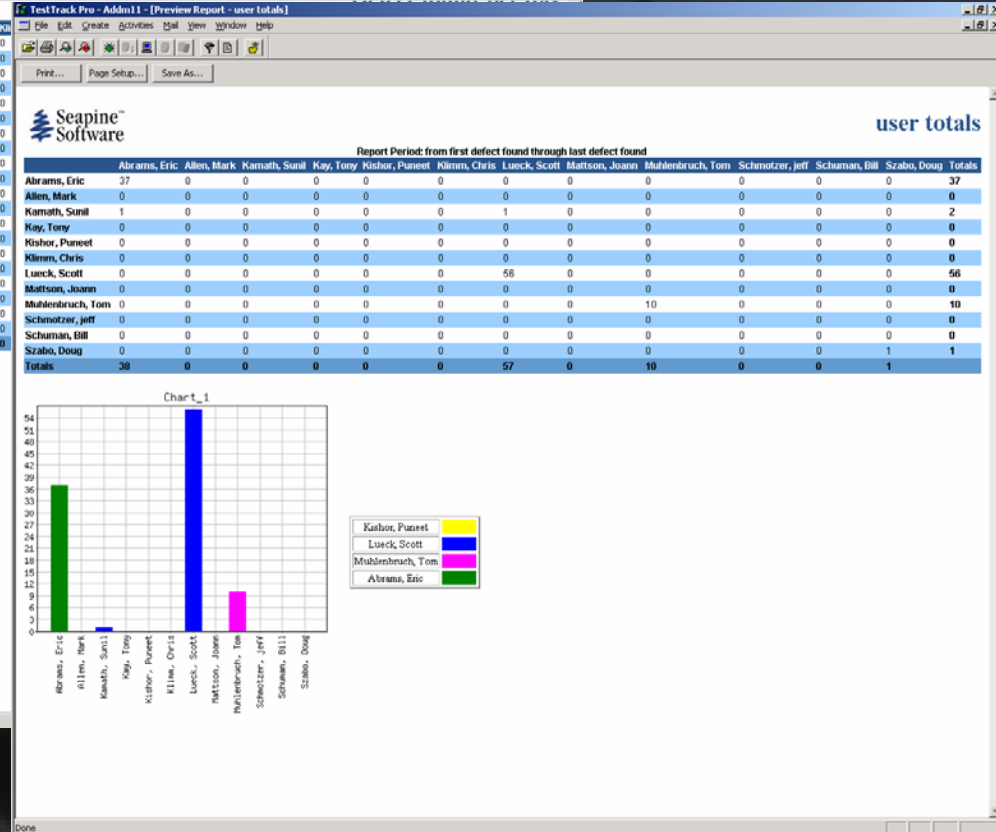 TestTrack Pro - Addm11 - [Preview Report - user totals]
File Edit Create Activities Mail View Window Help
Print... Page Setup... Save As...
Seapine™
Software
user totals
Report Period: from first defect found through last defect found
Abrams, Eric Allen, Mark Kamath, Sunil Kay, Tony Kishor, Puneet Klimm, Chris Lueck, Scott Mattson, Joann Muhlenbruch, Tom Schmotzer, jeff Schuman, Bill Szabo, Doug Totals
Abrams, Eric 37 0 0 0 0 0 0 0 0 0 0 0 37
Allen, Mark 0 0 0 0 0 0 0 0 0 0 0 0 0
Kamath, Sunil 1 0 0 0 0 0 1 0 0 0 0 0 2
Kay, Tony 0 0 0 0 0 0 0 0 0 0 0 0 0
Kishor, Puneet 0 0 0 0 0 0 0 0 0 0 0 0 0
Klimm, Chris 0 0 0 0 0 0 0 0 0 0 0 0 0
Lueck, Scott 0 0 0 0 0 0 56 0 0 0 0 0 56
Mattson, Joann 0 0 0 0 0 0 0 0 0 0 0 0 0
Muhlenbruch, Tom 0 0 0 0 0 0 0 0 10 0 0 0 10
Schmotzer, jeff 0 0 0 0 0 0 0 0 0 0 0 0 0
Schuman, Bill 0 0 0 0 0 0 0 0 0 0 0 0 0
Szabo, Doug 0 0 0 0 0 0 0 0 0 0 0 1 1
Totals 38 0 0 0 0 0 57 0 10 0 0 1
Chart_1
54
51
48
45
42
39
36
33
30
27
24
21
18
15
12
9
6
3
0
Abrams, Eric
Allen, Mark
Kamath, Sunil
Kay, Tony
Kishor, Puneet
Klimm, Chris
Lueck, Scott
Mattson, Joann
Muhlenbruch, Tom
Schmotzer, jeff
Schuman, Bill
Szabo, Doug
Kishor, Puneet
Lueck, Scott
Muhlenbruch, Tom
Abrams, Eric
Done